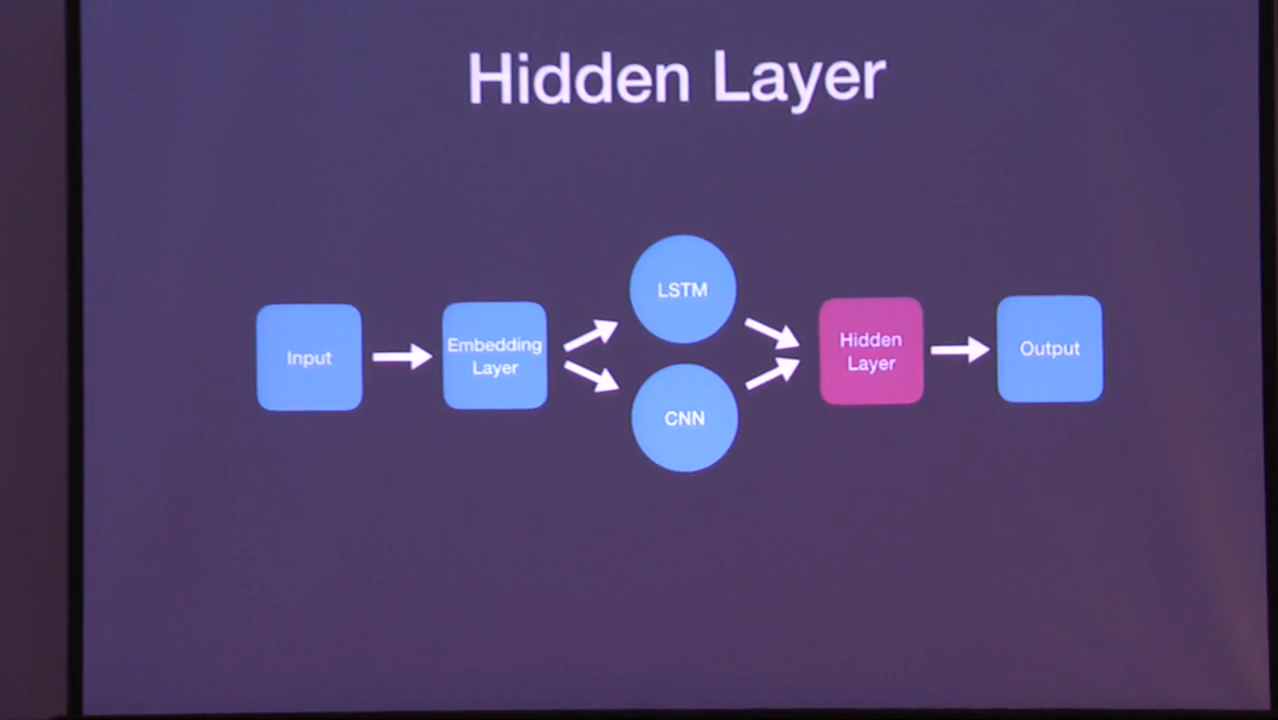 Hidden Layer
Input
Embedding
Layer
LSTM
CNN
Hidden
Layer
Output